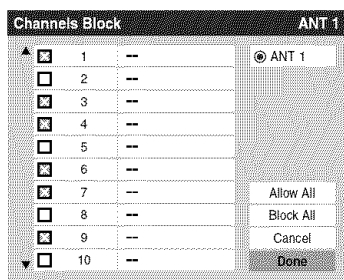 Channels Block ANT 1
1 --
2 --
3 --
4 --
5 --
6 --
7 --
8 --
9 --
10 --
ANT 1
Allow All
Block All
Cancel
Done